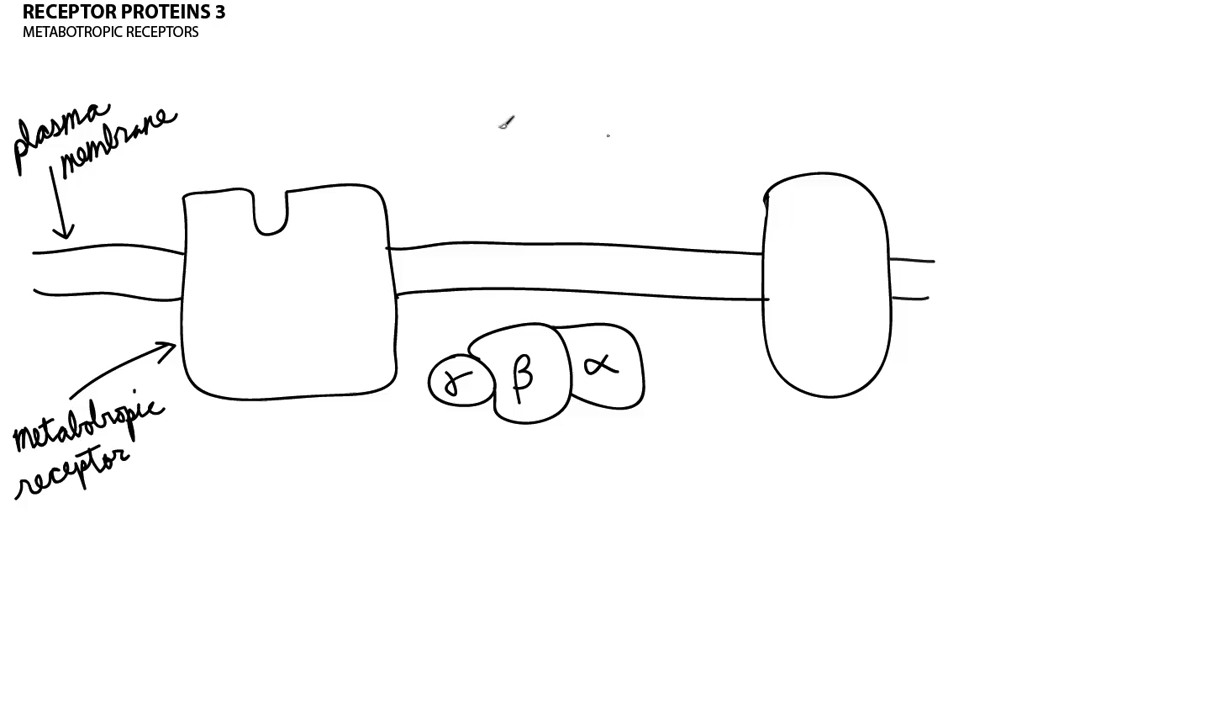 RECEPTOR PROTEINS 3
METABOTROPIC RECEPTORS
plasma
membrane
γ β α
metabotropic
receptor